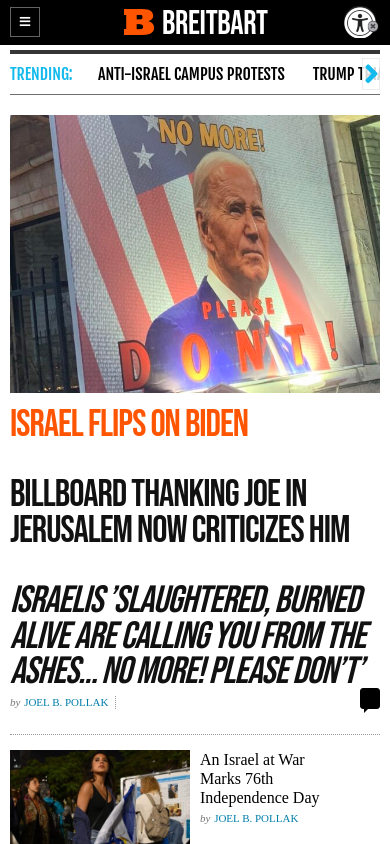 BREITBART
TRENDING:
ANTI-ISRAEL CAMPUS PROTESTS
TRUMP
NO MORE!
PLEASE
DON'T!
ISRAEL FLIPS ON BIDEN
BILLBOARD THANKING JOE IN
JERUSALEM NOW CRITICIZES HIM
ISRAELIS ’SLAUGHTERED, BURNED
ALIVE ARE CALLING YOU FROM THE
ASHES... NO MORE! PLEASE DON’T’
by JOEL B. POLLAK
An Israel at War
Marks 76th
Independence Day
by JOEL B. POLLAK